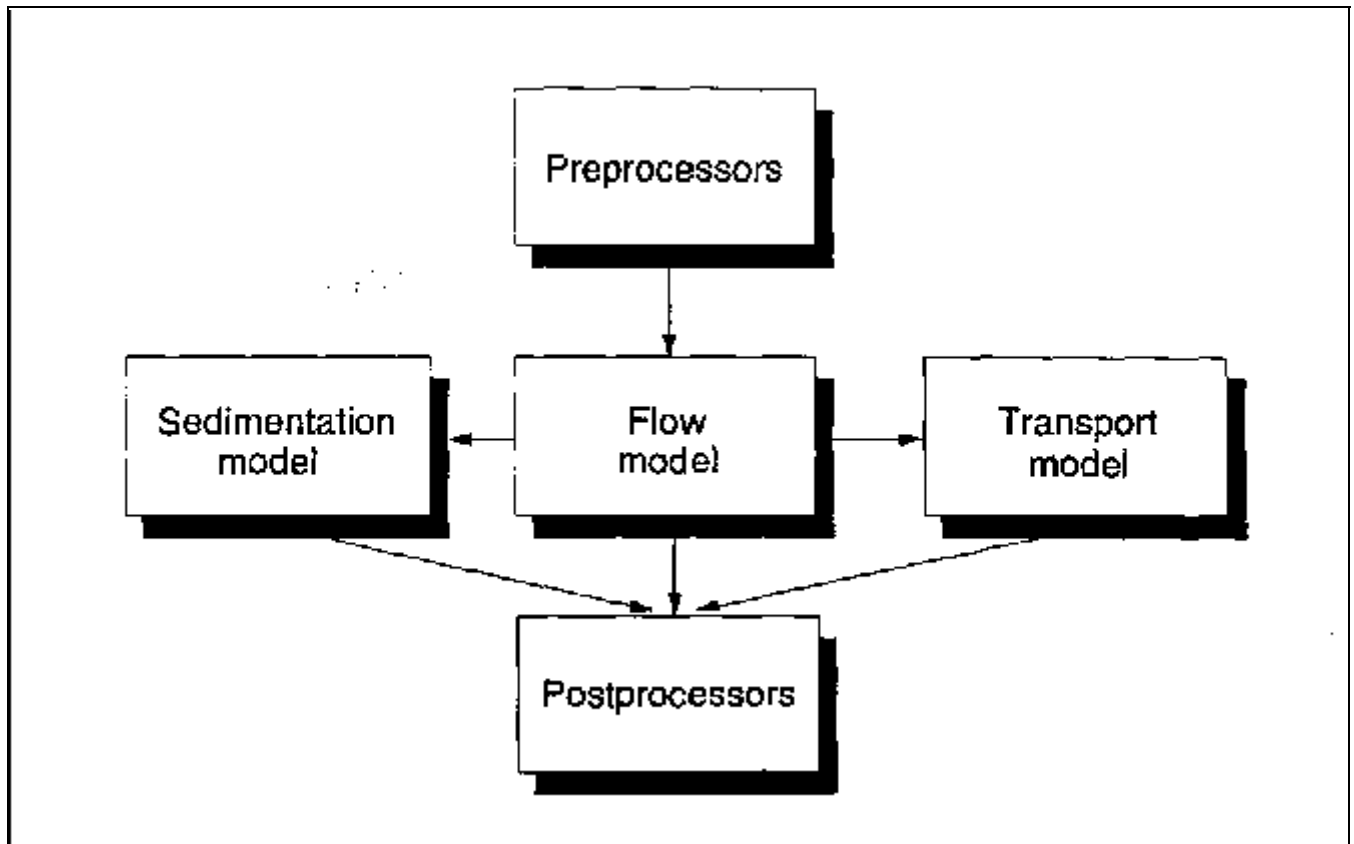 Preprocessors
Sedimentation
model
Flow
model
Transport
model
Postprocessors